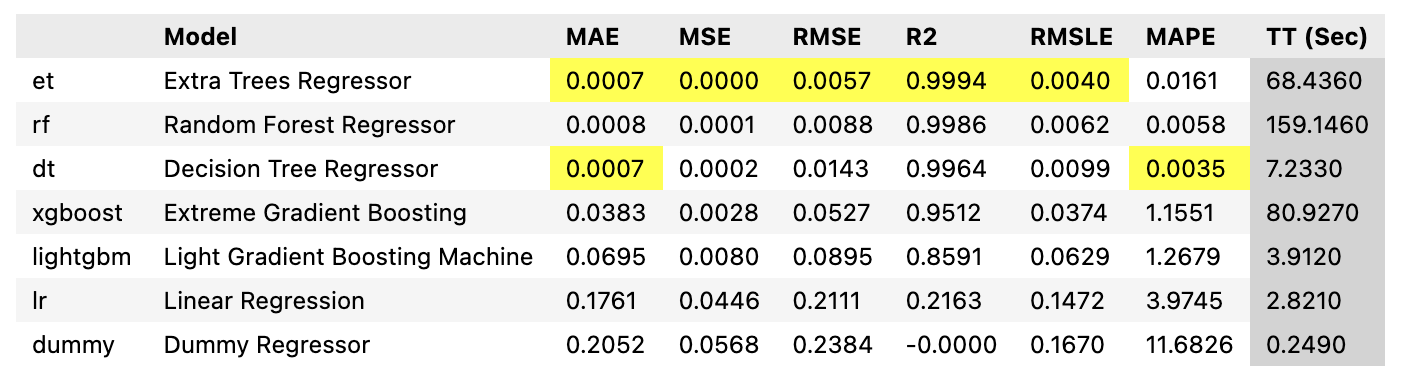 Model MAE MSE RMSE R2 RMSLE MAPE TT (Sec)
et Extra Trees Regressor 0.0007 0.0000 0.0057 0.9994 0.0040 0.0161 68.4360
rf Random Forest Regressor 0.0008 0.0001 0.0088 0.9986 0.0062 0.0058 159.1460
dt Decision Tree Regressor 0.0007 0.0002 0.0143 0.9964 0.0099 0.0035 7.2330
xgboost Extreme Gradient Boosting 0.0383 0.0028 0.0527 0.9512 0.0374 1.1551 80.9270
lightgbm Light Gradient Boosting Machine 0.0695 0.0080 0.0895 0.8591 0.0629 1.2679 3.9120
lr Linear Regression 0.1761 0.0446 0.2111 0.2163 0.1472 3.9745 2.8210
dummy Dummy Regressor 0.2052 0.0568 0.2384 -0.0000 0.1670 11.6826 0.2490